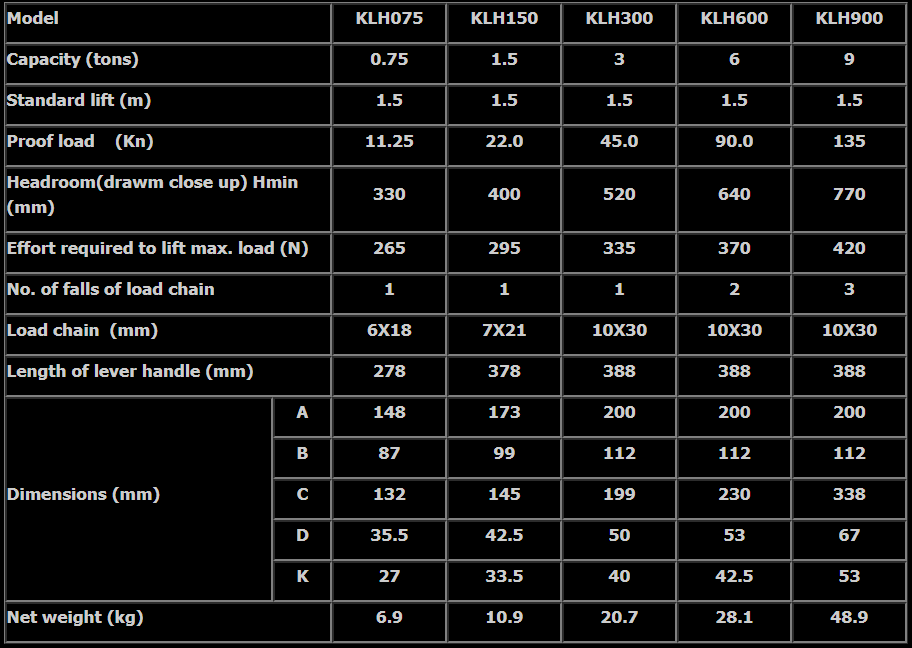 Model KLH075 KLH150 KLH300 KLH600 KLH900
Capacity (tons) 0.75 1.5 3 6 9
Standard lift (m) 1.5 1.5 1.5 1.5 1.5
Proof load (Kn) 11.25 22.0 45.0 90.0 135
Headroom(drawm close up) Hmin
(mm) 330 400 520 640 770
Effort required to lift max. load (N) 265 295 335 370 420
No. of falls of load chain 1 1 1 2 3
Load chain (mm) 6X18 7X21 10X30 10X30 10X30
Length of lever handle (mm) 278 378 388 388 388
Dimensions (mm) A 148 173 200 200 200
B 87 99 112 112 112
C 132 145 199 230 338
D 35.5 42.5 50 53 67
K 27 33.5 40 42.5 53
Net weight (kg) 6.9 10.9 20.7 28.1 48.9